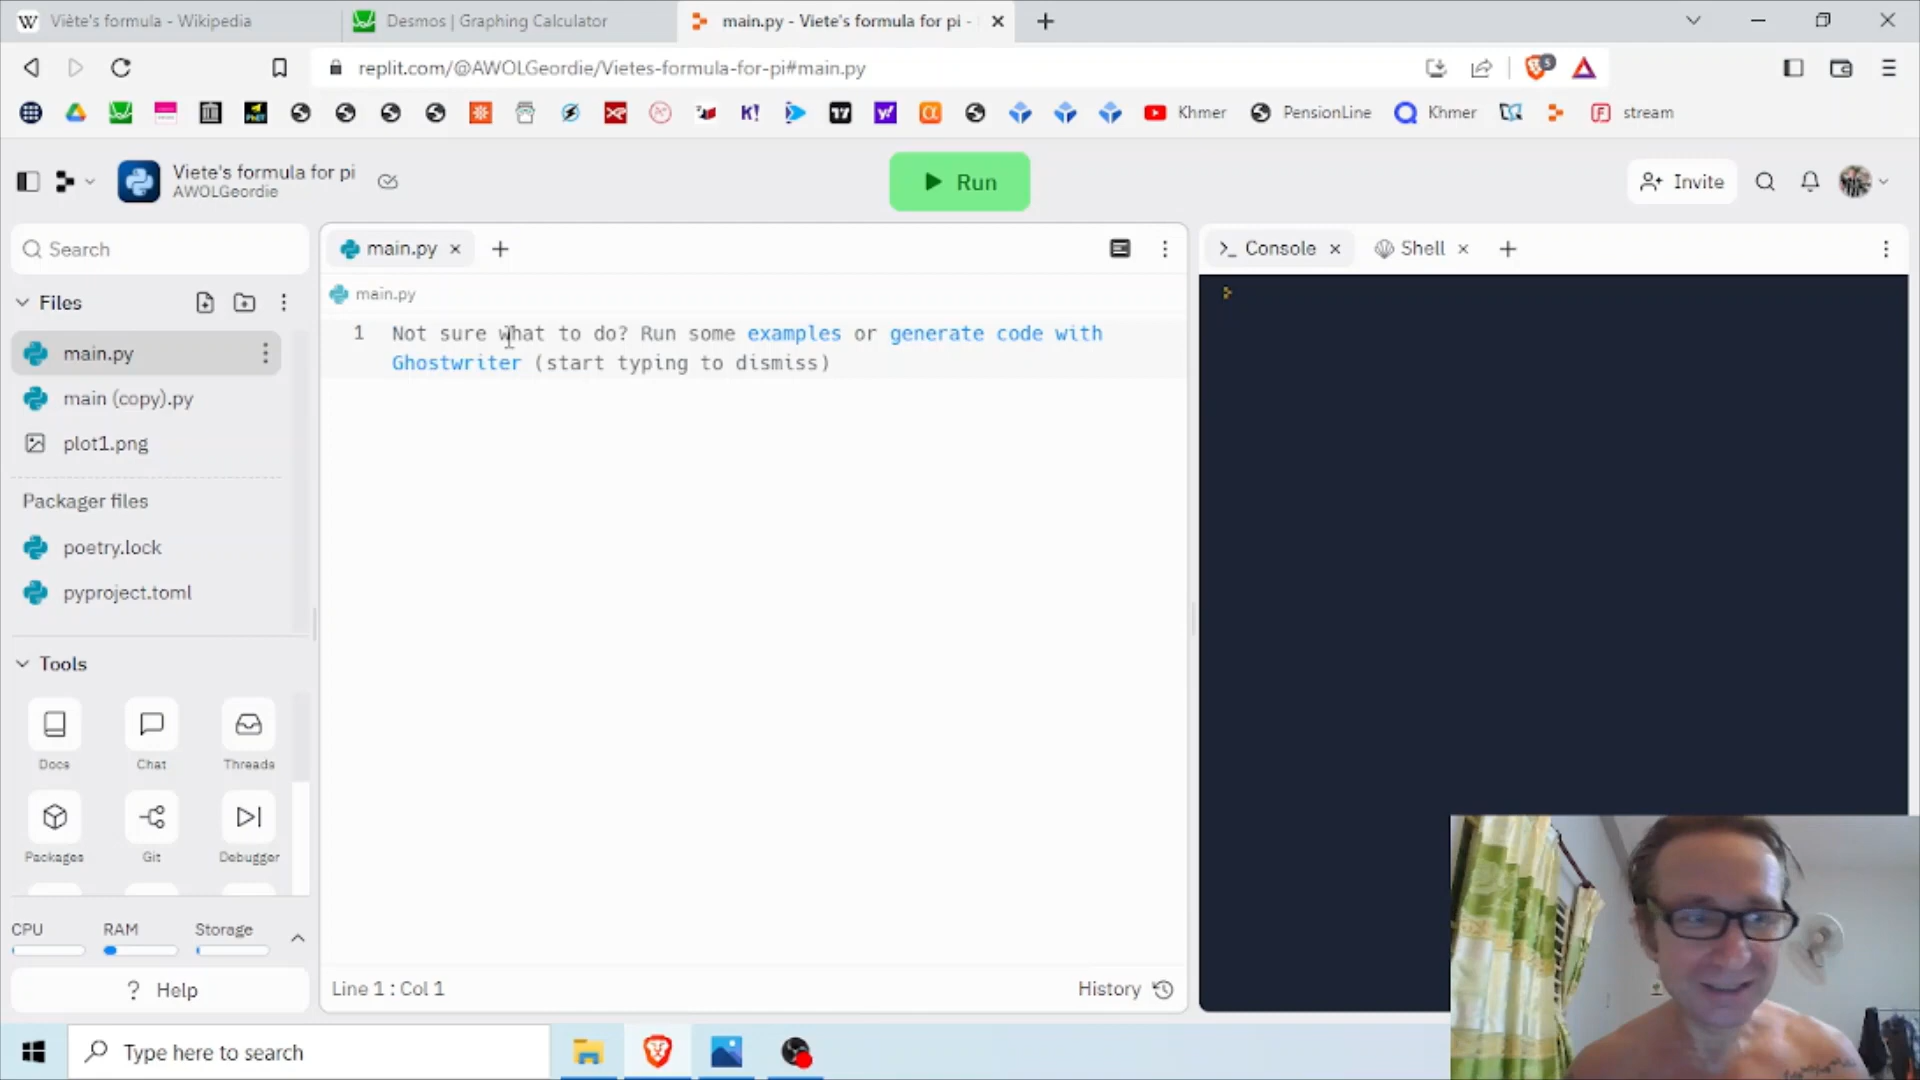 Viète's formula - Wikipedia
Desmos | Graphing Calculator
main.py - Viete's formula for pi -
replit.com/@AWOLGeordie/Vietes-formula-for-pi#main.py
5
Khmer
PensionLine
Khmer
stream
Viete's formula for pi
AWOLGeordie
Run
Invite
Search
main.py
Console
Shell
Files
main.py
main.py
main (copy).py
plot1.png
Packager files
poetry.lock
pyproject.toml
1 Not sure what to do? Run some examples or generate code with
Ghostwriter (start typing to dismiss)
Tools
Docs
Chat
Threads
Packages
Git
Debugger
CPU
RAM
Storage
? Help
Line 1 : Col 1
History
Type here to search